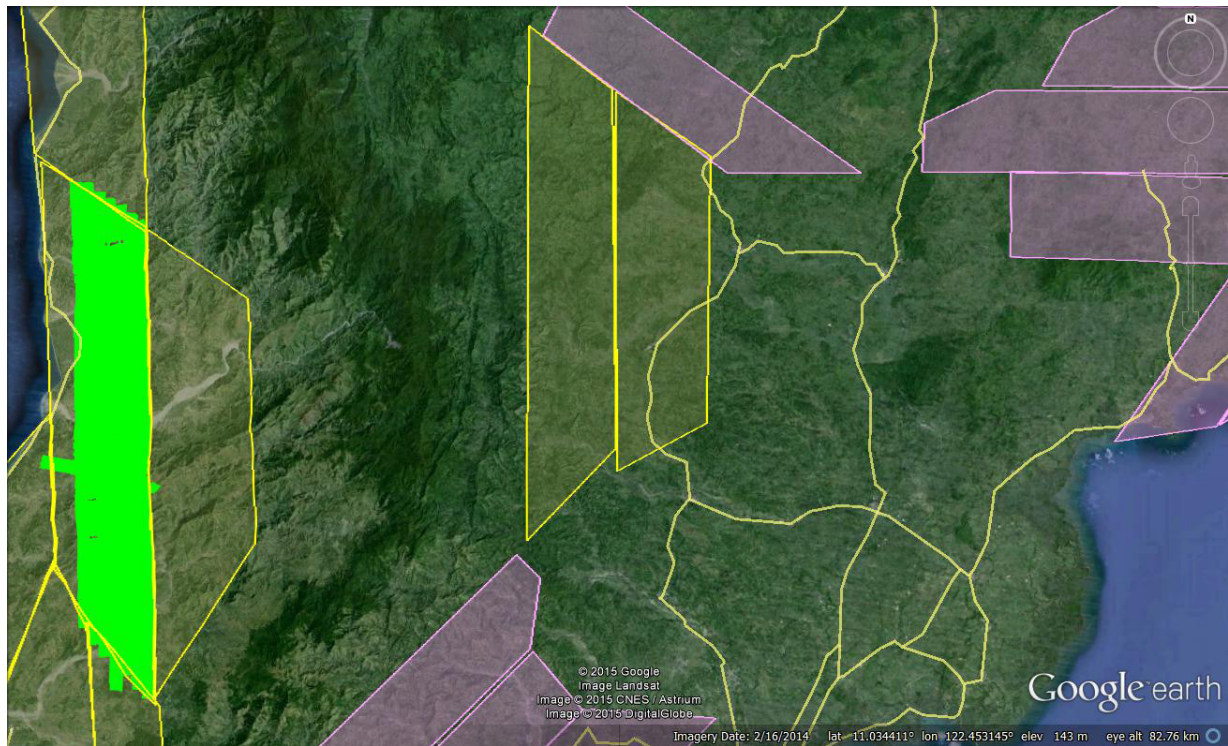 N
© 2015 Google
Image Landsat
Image © 2015 CNES / Astrium
Image © 2015 DigitalGlobe
Google earth
Imagery Date: 2/16/2014 lat 11.034411° lon 122.453145° elev 143 m eye alt 82.76 km